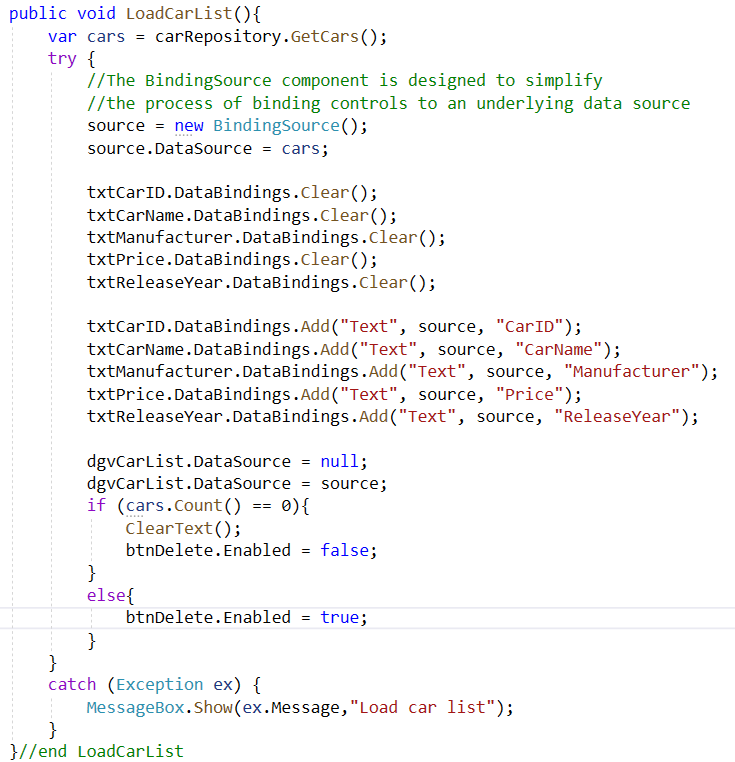 public void LoadCarList(){
    var cars = carRepository.GetCars();
    try {
        //The BindingSource component is designed to simplify
        //the process of binding controls to an underlying data source
        source = new BindingSource();
        source.DataSource = cars;

        txtCarID.DataBindings.Clear();
        txtCarName.DataBindings.Clear();
        txtManufacturer.DataBindings.Clear();
        txtPrice.DataBindings.Clear();
        txtReleaseYear.DataBindings.Clear();

        txtCarID.DataBindings.Add("Text", source, "CarID");
        txtCarName.DataBindings.Add("Text", source, "CarName");
        txtManufacturer.DataBindings.Add("Text", source, "Manufacturer");
        txtPrice.DataBindings.Add("Text", source, "Price");
        txtReleaseYear.DataBindings.Add("Text", source, "ReleaseYear");

        dgvCarList.DataSource = null;
        dgvCarList.DataSource = source;
        if (cars.Count() == 0){
            ClearText();
            btnDelete.Enabled = false;
        }
        else{
            btnDelete.Enabled = true;
        }
    }
    catch (Exception ex) {
        MessageBox.Show(ex.Message,"Load car list");
    }
}//end LoadCarList